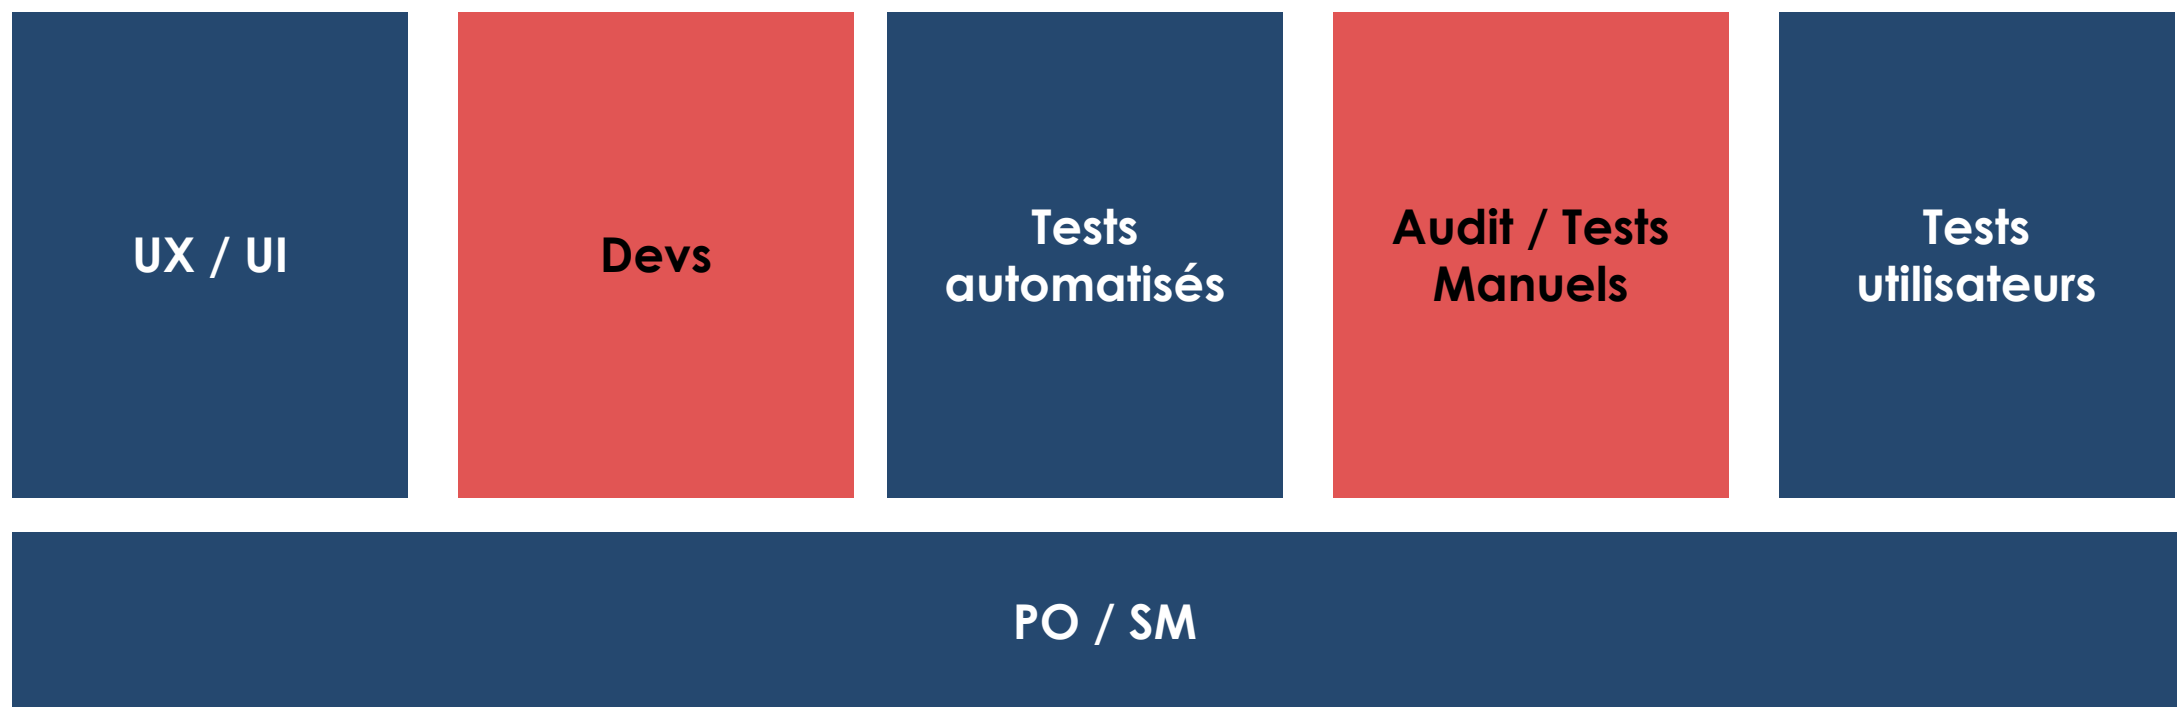 UX / UI
Devs
Tests
automatisés
Audit / Tests
Manuels
Tests
utilisateurs
PO / SM